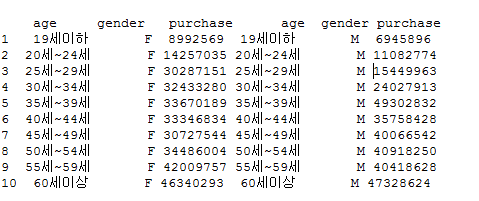 age gender purchase age gender purchase
1 19세이하 F 8992569 19세이하 M 6945896
2 20세~24세 F 14257035 20세~24세 M 11082774
3 25세~29세 F 30287151 25세~29세 M 15449963
4 30세~34세 F 32433280 30세~34세 M 24027913
5 35세~39세 F 33670189 35세~39세 M 49302832
6 40세~44세 F 33346834 40세~44세 M 35758428
7 45세~49세 F 30727544 45세~49세 M 40066542
8 50세~54세 F 34486004 50세~54세 M 40918250
9 55세~59세 F 42009757 55세~59세 M 40418628
10 60세이상 F 46340293 60세이상 M 47328624